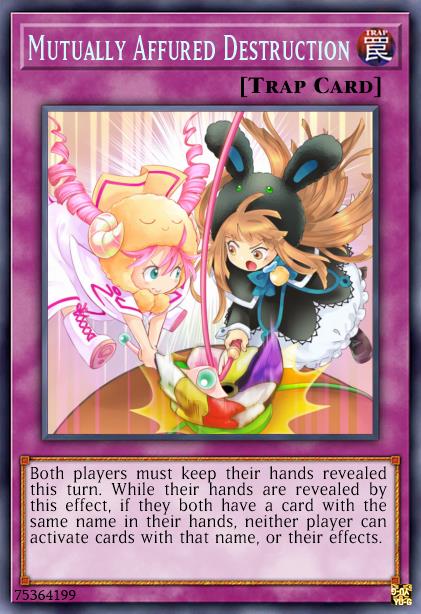 Mutually Affured Destruction
TRAP
罠
[Trap Card]
Both players must keep their hands revealed
this turn. While their hands are revealed by
this effect, if they both have a card with the
same name in their hands, neither player can
activate cards with that name, or their effects.
75364199